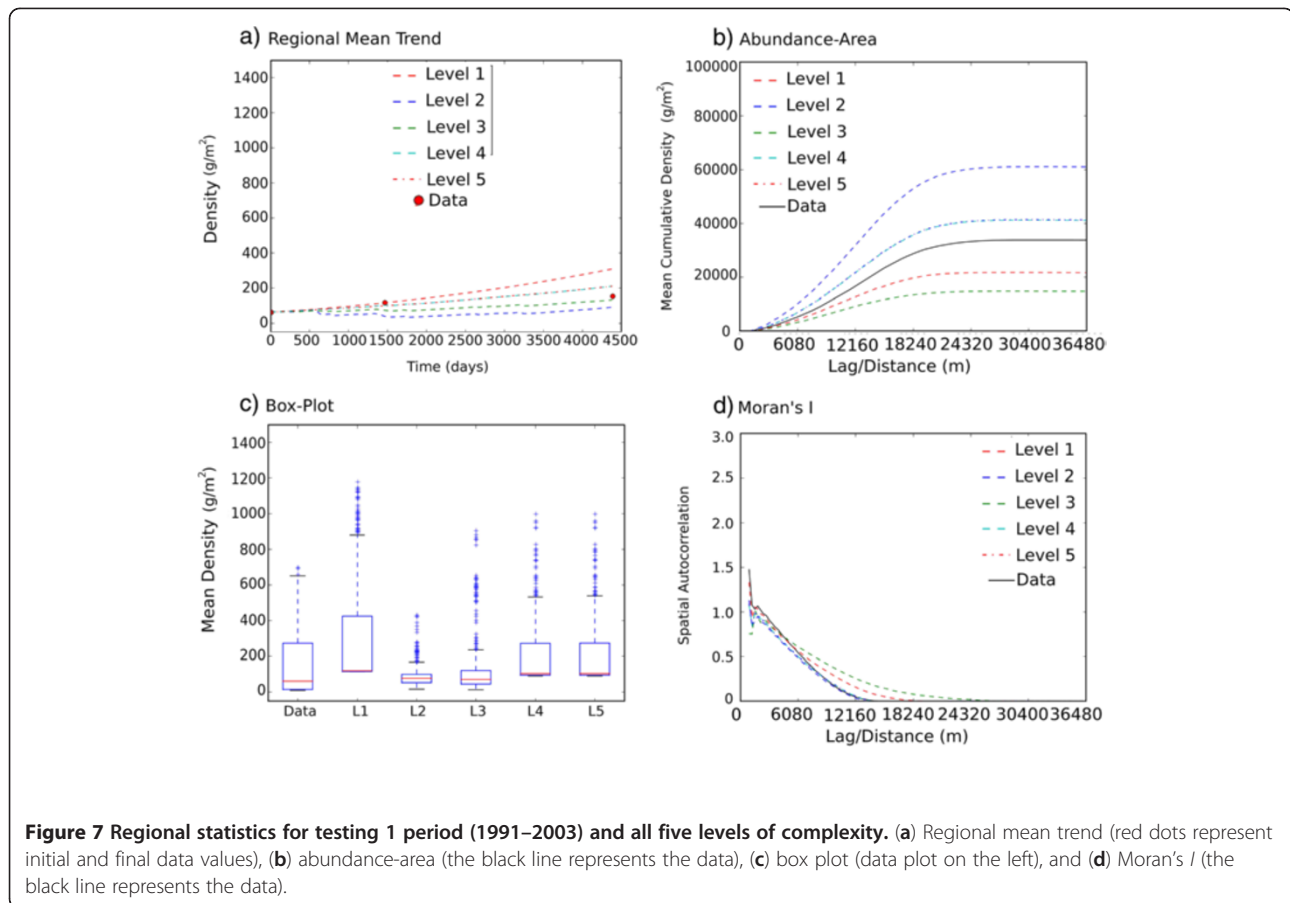 a) Regional Mean Trend
1400
1200
1000
800
600
400
200
0
Density (g/m²)
Level 1
Level 2
Level 3
Level 4
Level 5
Data
0 500 1000 1500 2000 2500 3000 3500 4000 4500
Time (days)
b) Abundance-Area
100000
80000
60000
40000
20000
0
Mean Cumulative Density (g/m²)
Level 1
Level 2
Level 3
Level 4
Level 5
Data
0 6080 12160 18240 24320 30400 36480
Lag/Distance (m)
c) Box-Plot
1400
1200
1000
800
600
400
200
0
Mean Density (g/m²)
Data L1 L2 L3 L4 L5
d) Moran's I
3.0
2.5
2.0
1.5
1.0
0.5
0
Spatial Autocorrelation
Level 1
Level 2
Level 3
Level 4
Level 5
Data
0 6080 12160 18240 24320 30400 36480
Lag/Distance (m)
Figure 7 Regional statistics for testing 1 period (1991–2003) and all five levels of complexity. (a) Regional mean trend (red dots represent
initial and final data values), (b) abundance-area (the black line represents the data), (c) box plot (data plot on the left), and (d) Moran's I (the
black line represents the data).